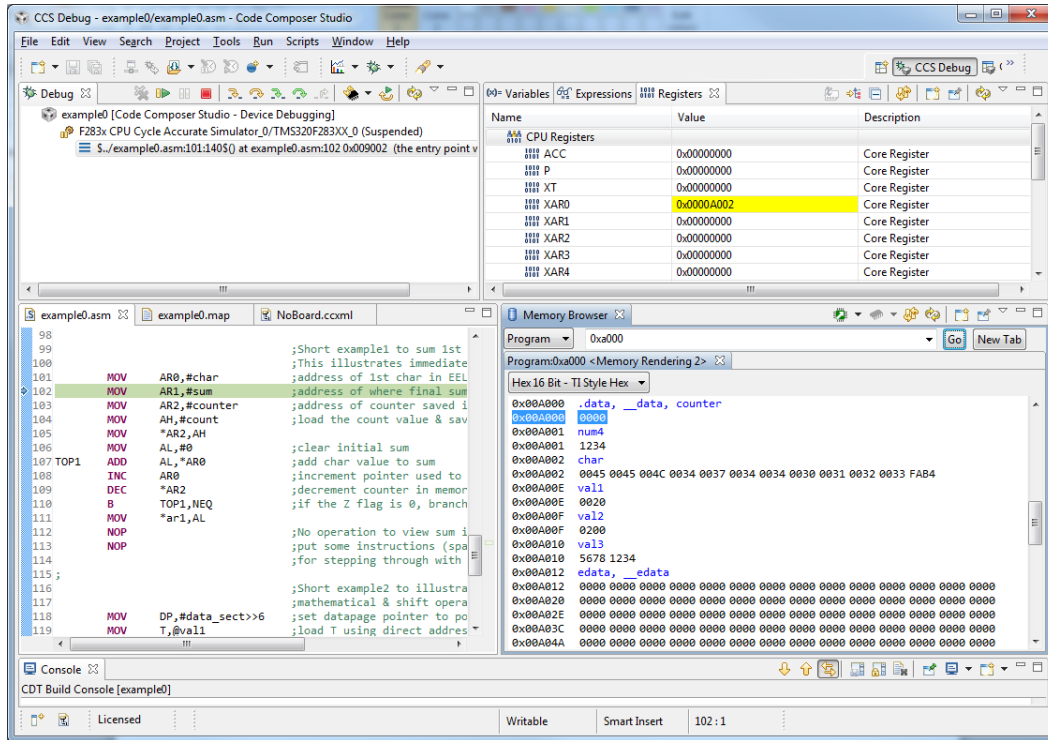 CCS Debug - example0/example0.asm - Code Composer Studio
File Edit View Search Project Tools Run Scripts Window Help
CCS Debug
Debug
example0 [Code Composer Studio - Device Debugging]
F283x CPU Cycle Accurate Simulator_0/TMS320F283XX_0 (Suspended)
$../example0.asm:101:140$() at example0.asm:102 0x009002 (the entry point v
(x)= Variables Expressions Registers
Name Value Description
CPU Registers
ACC 0x00000000 Core Register
P 0x00000000 Core Register
XT 0x00000000 Core Register
XAR0 0x0000A002 Core Register
XAR1 0x00000000 Core Register
XAR2 0x00000000 Core Register
XAR3 0x00000000 Core Register
XAR4 0x00000000 Core Register
example0.asm example0.map NoBoard.ccxml
98
99 ;Short example1 to sum 1st
100 ;This illustrates immediate
101 MOV AR0,#char ;address of 1st char in EEL
102 MOV AR1,#sum ;address of where final sum
103 MOV AR2,#counter ;address of counter saved i
104 MOV AH,#count ;load the count value & sav
105 MOV *AR2,AH
106 MOV AL,#0 ;clear initial sum
107 TOP1 ADD AL,*AR0 ;add char value to sum
108 INC AR0 ;increment pointer used to
109 DEC *AR2 ;decrement counter in memor
110 B TOP1,NEQ ;if the Z flag is 0, branch
111 MOV *ar1,AL
112 NOP ;No operation to view sum i
113 NOP ;put some instructions (spa
114 ;for stepping through with
115 ;
116 ;Short example2 to illustra
117 ;mathematical & shift opera
118 MOV DP,#data_sect>>6 ;set datapage pointer to po
119 MOV T,@val1 ;load T using direct addres
Memory Browser
Program 0xa000 Go New Tab
Program:0xa000 <Memory Rendering 2>
Hex 16 Bit - TI Style Hex
0x00A000 .data, __data, counter
0x00A000 0000
0x00A001 num4
0x00A001 1234
0x00A002 char
0x00A002 0045 0045 004C 0034 0037 0034 0034 0030 0031 0032 0033 FAB4
0x00A00E val1
0x00A00E 0020
0x00A00F val2
0x00A00F 0200
0x00A010 val3
0x00A010 5678 1234
0x00A012 edata, __edata
0x00A012 0000 0000 0000 0000 0000 0000 0000 0000 0000 0000 0000 0000 0000 0000
0x00A020 0000 0000 0000 0000 0000 0000 0000 0000 0000 0000 0000 0000 0000 0000
0x00A02E 0000 0000 0000 0000 0000 0000 0000 0000 0000 0000 0000 0000 0000 0000
0x00A03C 0000 0000 0000 0000 0000 0000 0000 0000 0000 0000 0000 0000 0000 0000
0x00A04A 0000 0000 0000 0000 0000 0000 0000 0000 0000 0000 0000 0000 0000 0000
Console
CDT Build Console [example0]
Licensed Writable Smart Insert 102 : 1